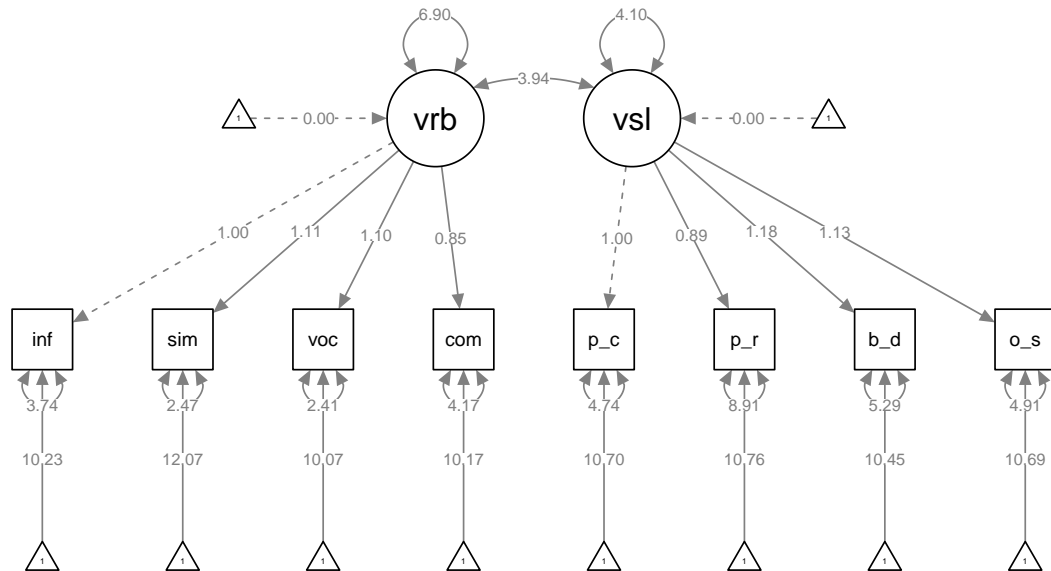 6.90 4.10
3.94
1 0.00 vrb vsl 0.00 1
1.00 1.11 1.10 0.85 1.00 0.89 1.18 1.13
inf sim voc com p_c p_r b_d o_s
3.74 2.47 2.41 4.17 4.74 8.91 5.29 4.91
10.23 12.07 10.07 10.17 10.70 10.76 10.45 10.69
1 1 1 1 1 1 1 1